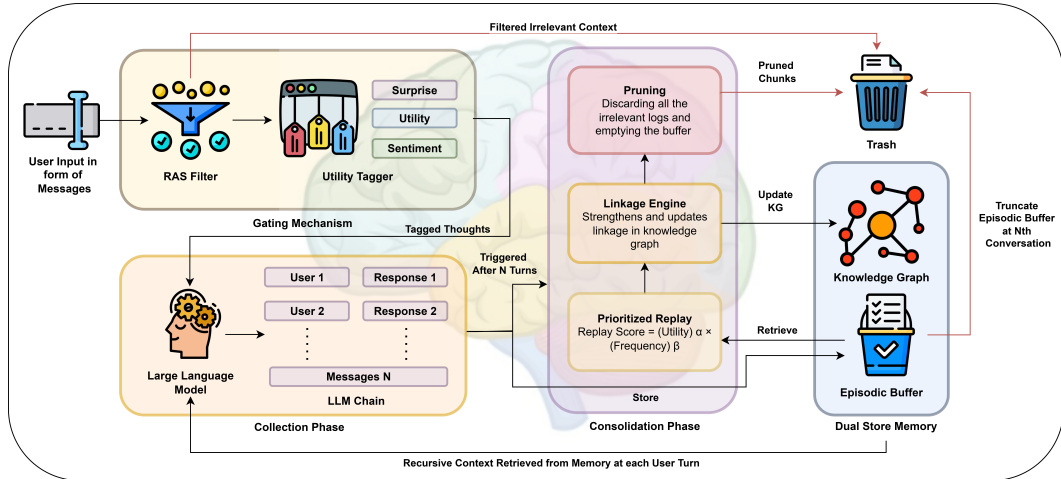 Filtered Irrelevant Context
User Input in
form of
Messages
RAS Filter
Utility Tagger
Surprise
Utility
Sentiment
Gating Mechanism
Tagged Thoughts
Pruning
Discarding all the
irrelevant logs and
emptying the buffer
Pruned
Chunks
Trash
Linkage Engine
Strengthens and updates
linkage in knowledge
graph
Update
KG
Knowledge Graph
Truncate
Episodic Buffer
at Nth
Conversation
Triggered
After N Turns
Large Language
Model
User 1
Response 1
User 2
Response 2
Messages N
LLM Chain
Collection Phase
Prioritized Replay
Replay Score = (Utility) α ×
(Frequency) β
Retrieve
Store
Consolidation Phase
Episodic Buffer
Dual Store Memory
Recursive Context Retrieved from Memory at each User Turn